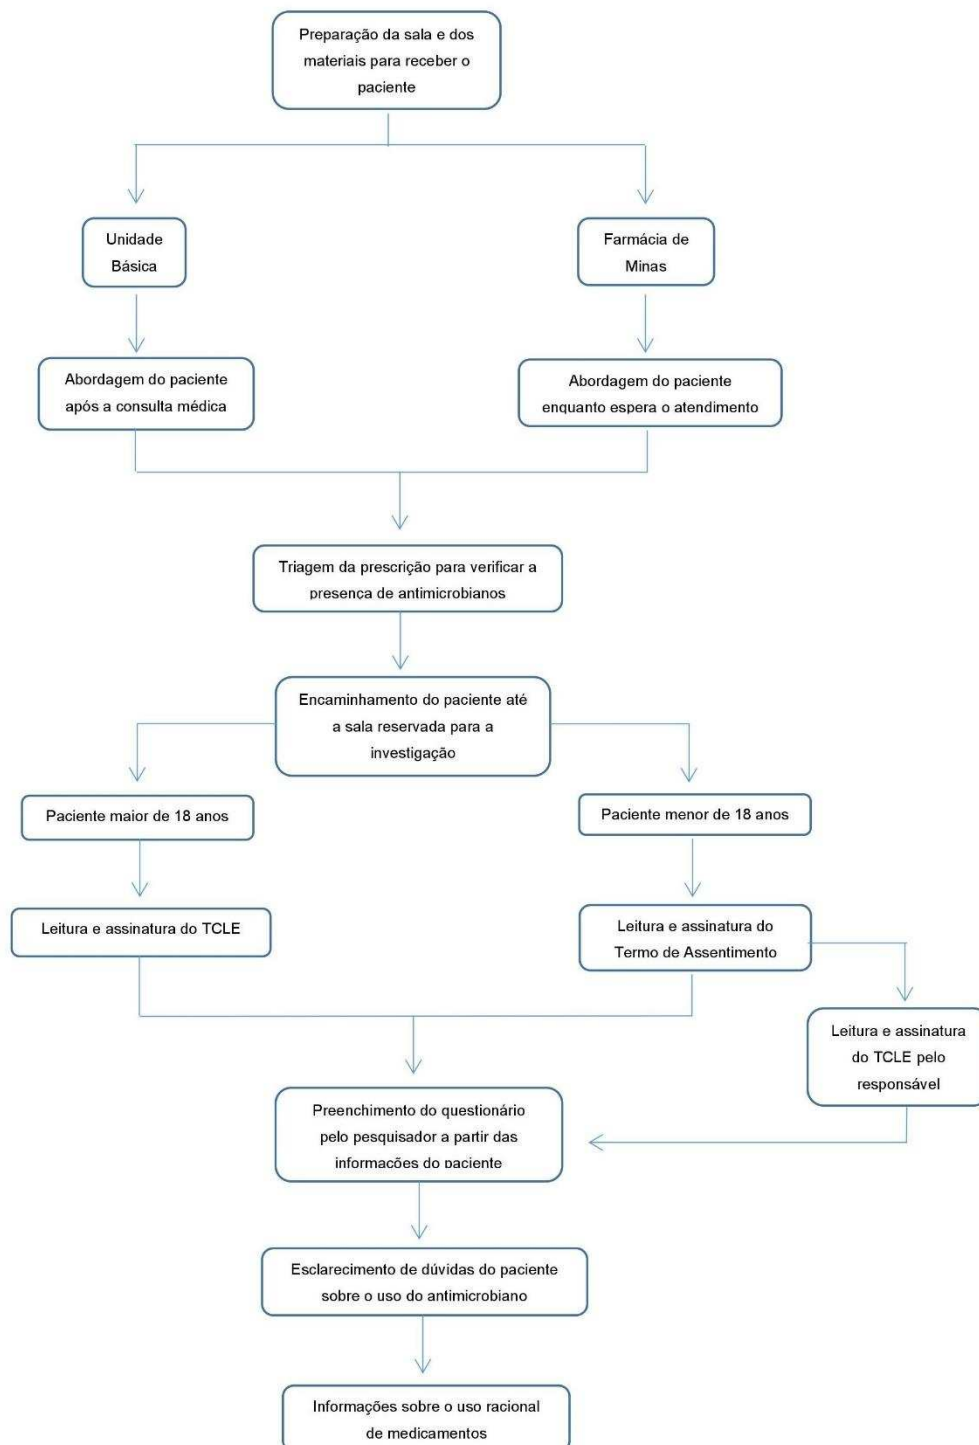 Preparação da sala e dos
materiais para receber o
paciente
Unidade
Básica
Farmácia de
Minas
Abordagem do paciente
após a consulta médica
Abordagem do paciente
enquanto espera o atendimento
Triagem da prescrição para verificar a
presença de antimicrobianos
Encaminhamento do paciente até
a sala reservada para a
investigação
Paciente maior de 18 anos
Paciente menor de 18 anos
Leitura e assinatura do TCLE
Leitura e assinatura do
Termo de Assentimento
Leitura e assinatura
do TCLE pelo
responsável
Preenchimento do questionário
pelo pesquisador a partir das
informações do paciente
Esclarecimento de dúvidas do paciente
sobre o uso do antimicrobiano
Informações sobre o uso racional
de medicamentos